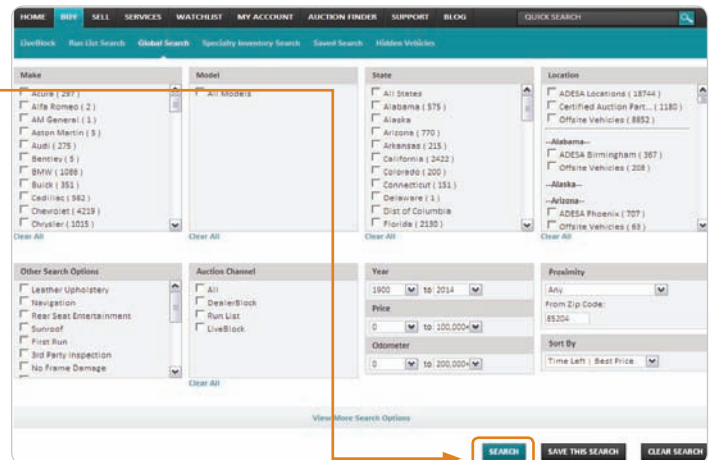 HOME BUY SELL SERVICES WATCHLIST MY ACCOUNT AUCTION FINDER SUPPORT BLOG QUICK SEARCH
LiveBlock Run List Search Global Search Specialty Inventory Search Saved Search Hidden Vehicles
Make
Acura ( 297 )
Alfa Romeo ( 2 )
AM General ( 1 )
Aston Martin ( 5 )
Audi ( 275 )
Bentley ( 5 )
BMW ( 1086 )
Buick ( 351 )
Cadillac ( 582 )
Chevrolet ( 4219 )
Chrysler ( 1015 )
Clear All
Model
All Models
Clear All
State
All States
Alabama ( 575 )
Alaska
Arizona ( 770 )
Arkansas ( 215 )
California ( 2422 )
Colorado ( 200 )
Connecticut ( 151 )
Delaware ( 1 )
Dist of Columbia
Florida ( 2130 )
Clear All
Location
ADESA Locations ( 18744 )
Certified Auction Part... ( 1180 )
Offsite Vehicles ( 8852 )
--Alabama--
ADESA Birmingham ( 367 )
Offsite Vehicles ( 208 )
--Alaska--
--Arizona--
ADESA Phoenix ( 707 )
Offsite Vehicles ( 63 )
Clear All
Other Search Options
Leather Upholstery
Navigation
Rear Seat Entertainment
Sunroof
First Run
3rd Party Inspection
No Frame Damage
Auction Channel
All
DealerBlock
Run List
LiveBlock
Clear All
Year
1900 to 2014
Price
0 to 100,000+
Odometer
0 to 200,000+
Proximity
Any
From Zip Code:
85204
Sort By
Time Left | Best Price
View More Search Options
SEARCH SAVE THIS SEARCH CLEAR SEARCH